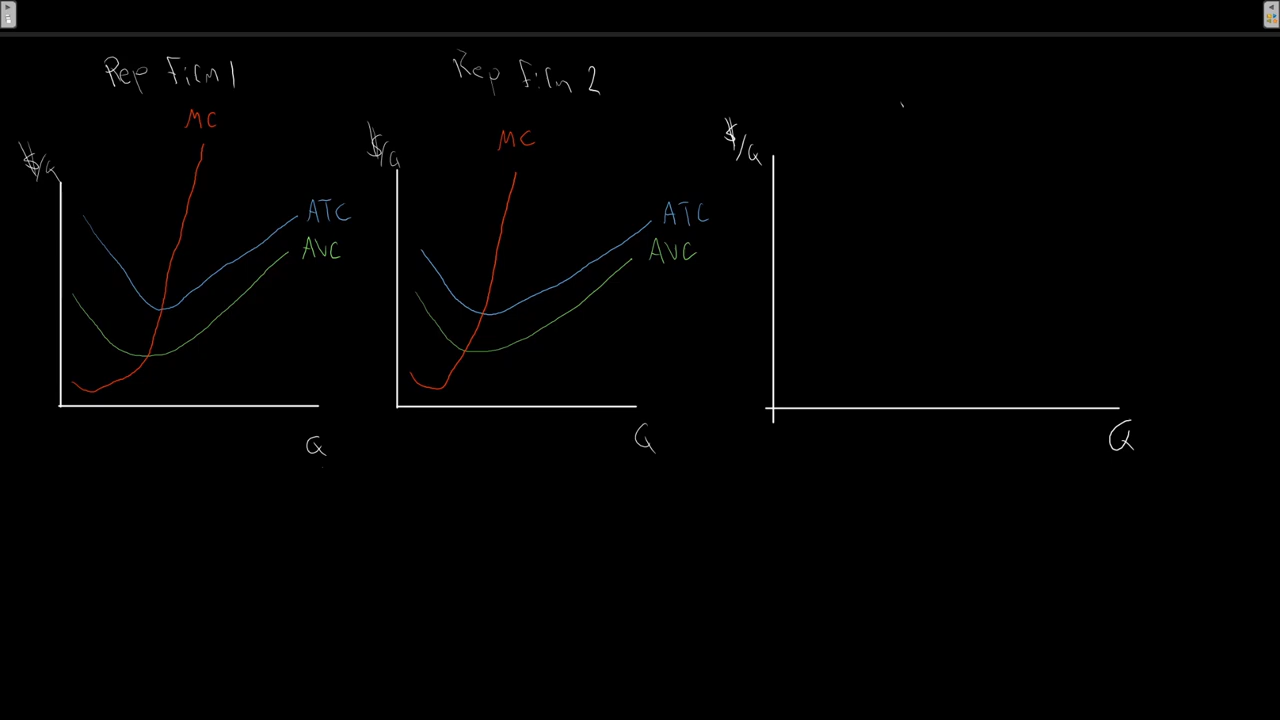 Rep Firm 1
MC
$/Q
ATC
AVC
Q
Rep Firm 2
MC
$/Q
ATC
AVC
Q
$/Q
Q